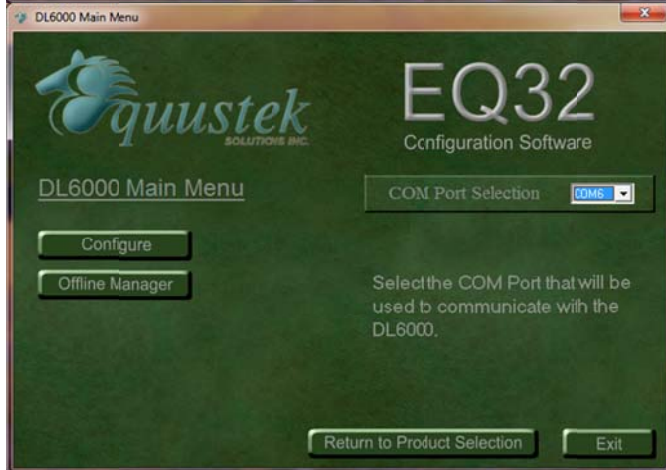 DL6000 Main Menu
Equustek
SOLUTIONS INC.
EQ32
Configuration Software
DL6000 Main Menu
COM Port Selection
COM6
Configure
Offline Manager
Select the COM Port that will be
used to communicate with the
DL6000.
Return to Product Selection
Exit